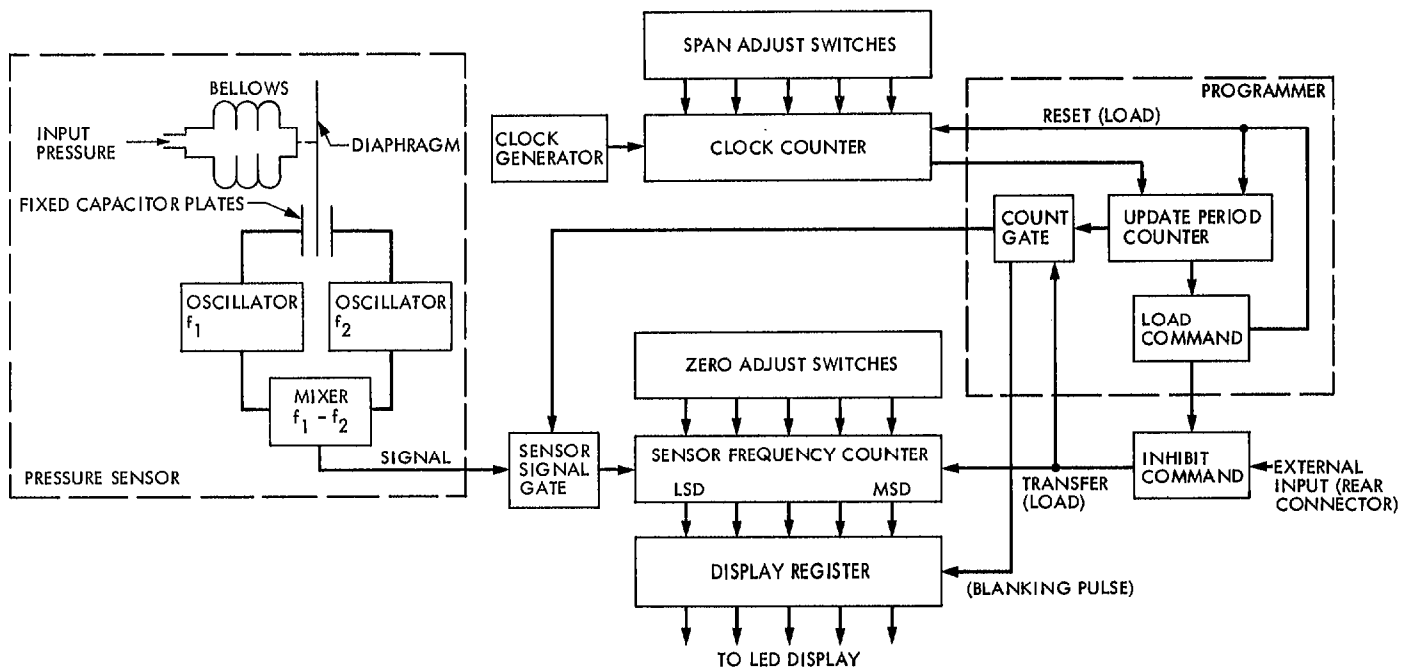 SPAN ADJUST SWITCHES
PROGRAMMER
BELLOWS
INPUT
PRESSURE
DIAPHRAGM
CLOCK
GENERATOR
CLOCK COUNTER
RESET (LOAD)
FIXED CAPACITOR PLATES
COUNT
GATE
UPDATE PERIOD
COUNTER
OSCILLATOR
f1
OSCILLATOR
f2
LOAD
COMMAND
ZERO ADJUST SWITCHES
MIXER
f1 - f2
SIGNAL
PRESSURE SENSOR
SENSOR
SIGNAL
GATE
SENSOR FREQUENCY COUNTER
LSD
MSD
TRANSFER
(LOAD)
INHIBIT
COMMAND
EXTERNAL
INPUT (REAR
CONNECTOR)
DISPLAY REGISTER
(BLANKING PULSE)
TO LED DISPLAY